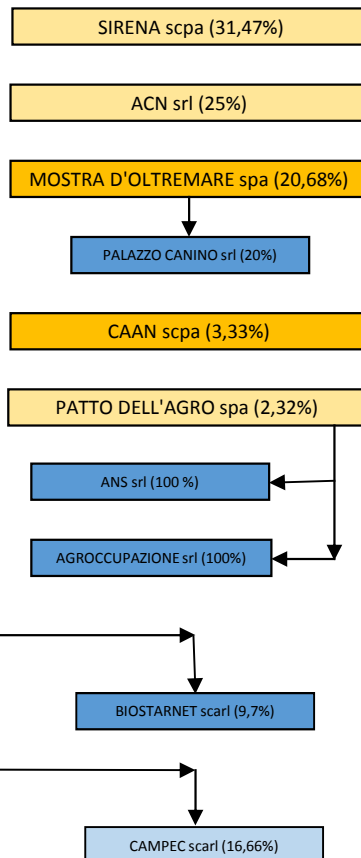 SIRENA scpa (31,47%)
ACN srl (25%)
MOSTRA D'OLTREMARE spa (20,68%)
PALAZZO CANINO srl (20%)
CAAN scpa (3,33%)
PATTO DELL'AGRO spa (2,32%)
ANS srl (100 %)
AGROCCUPAZIONE srl (100%)
BIOSTARNET scarl (9,7%)
CAMPEC scarl (16,66%)